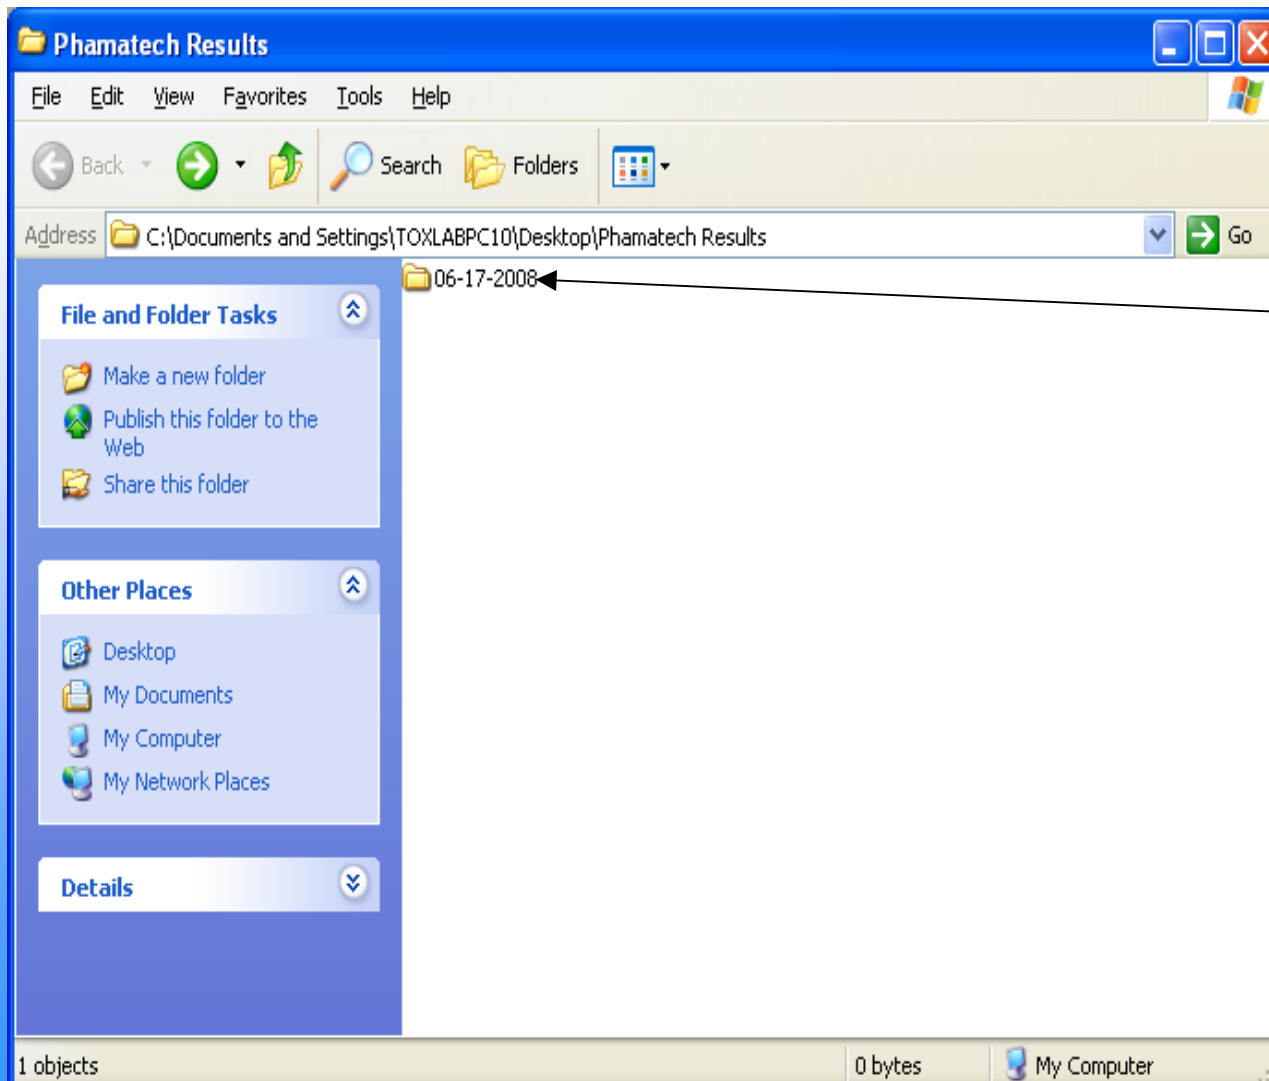 Phamatech Results
File Edit View Favorites Tools Help
Back Search Folders
Address C:\Documents and Settings\TOXLABPC10\Desktop\Phamatech Results Go
06-17-2008
File and Folder Tasks
Make a new folder
Publish this folder to the
Web
Share this folder
Other Places
Desktop
My Documents
My Computer
My Network Places
Details
1 objects 0 bytes My Computer